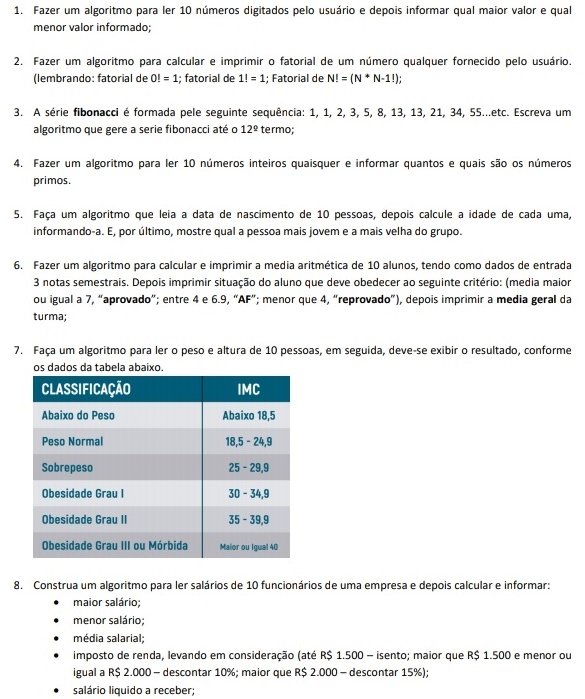 1. Fazer um algoritmo para ler 10 números digitados pelo usuário e depois informar qual maior valor e qual
menor valor informado;
2. Fazer um algoritmo para calcular e imprimir o fatorial de um número qualquer fornecido pelo usuário.
(lembrando: fatorial de 0! = 1; fatorial de 1! = 1; Fatorial de N! = (N * N-1!);
3. A série fibonacci é formada pele seguinte sequência: 1, 1, 2, 3, 5, 8, 13, 13, 21, 34, 55...etc. Escreva um
algoritmo que gere a serie fibonacci até o 12º termo;
4. Fazer um algoritmo para ler 10 números inteiros quaisquer e informar quantos e quais são os números
primos.
5. Faça um algoritmo que leia a data de nascimento de 10 pessoas, depois calcule a idade de cada uma,
informando-a. E, por último, mostre qual a pessoa mais jovem e a mais velha do grupo.
6. Fazer um algoritmo para calcular e imprimir a media aritmética de 10 alunos, tendo como dados de entrada
3 notas semestrais. Depois imprimir situação do aluno que deve obedecer ao seguinte critério: (media maior
ou igual a 7, “aprovado”; entre 4 e 6.9, “AF”; menor que 4, “reprovado”), depois imprimir a media geral da
turma;
7. Faça um algoritmo para ler o peso e altura de 10 pessoas, em seguida, deve-se exibir o resultado, conforme
os dados da tabela abaixo.
CLASSIFICAÇÃO IMC
Abaixo do Peso Abaixo 18,5
Peso Normal 18,5 - 24,9
Sobrepeso 25 - 29,9
Obesidade Grau I 30 - 34,9
Obesidade Grau II 35 - 39,9
Obesidade Grau III ou Mórbida Maior ou Igual 40
8. Construa um algoritmo para ler salários de 10 funcionários de uma empresa e depois calcular e informar:
• maior salário;
• menor salário;
• média salarial;
• imposto de renda, levando em consideração (até R$ 1.500 – isento; maior que R$ 1.500 e menor ou
igual a R$ 2.000 – descontar 10%; maior que R$ 2.000 – descontar 15%);
• salário liquido a receber;